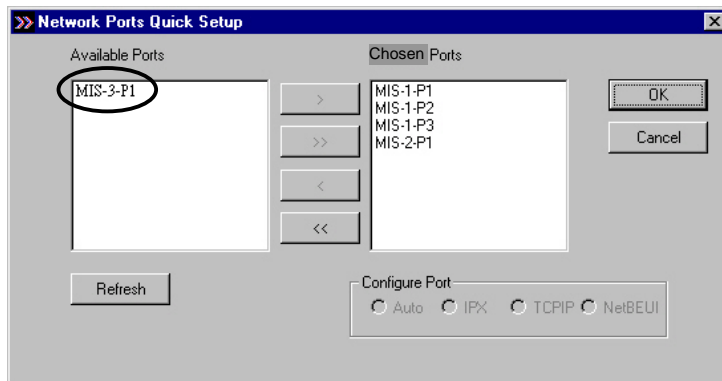 Network Ports Quick Setup
Available Ports
Chosen Ports
MIS-3-P1
>
>>
<
<<
MIS-1-P1
MIS-1-P2
MIS-1-P3
MIS-2-P1
OK
Cancel
Refresh
Configure Port
Auto IPX TCPIP NetBEUI